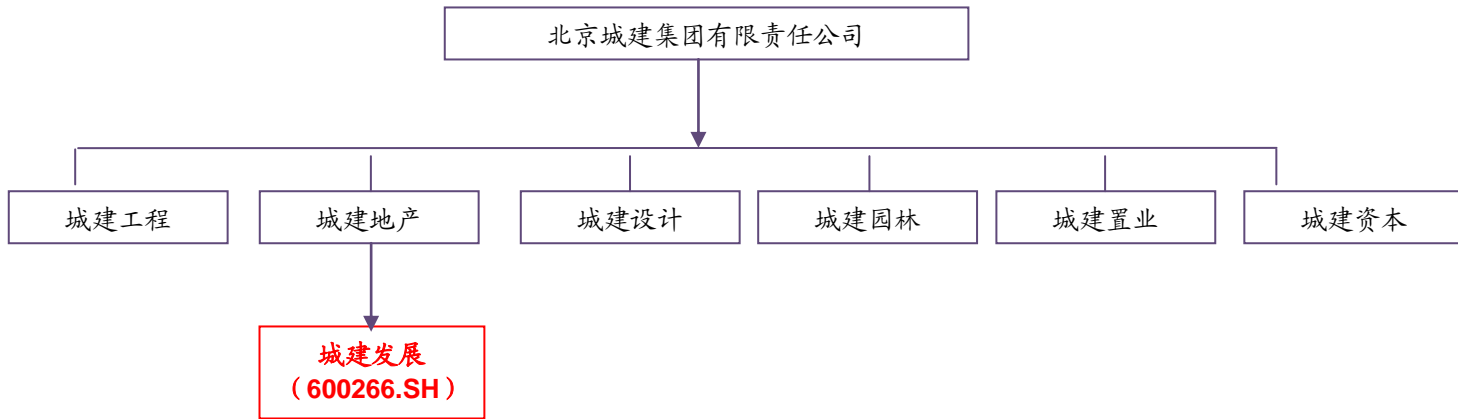 北京城建集团有限责任公司
城建工程
城建地产
城建设计
城建园林
城建置业
城建资本
城建发展
（600266.SH）